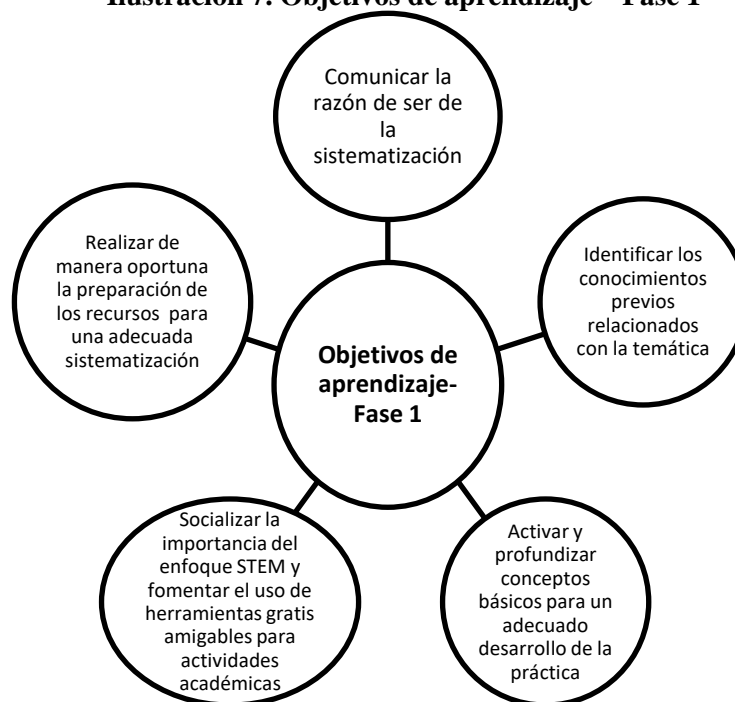 Ilustración 7. Objetivos de aprendizaje – Fase 1
Comunicar la
razón de ser de
la
sistematización
Identificar los
conocimientos
previos
relacionados
con la temática
Activar y
profundizar
conceptos
básicos para un
adecuado
desarrollo de la
práctica
Socializar la
importancia del
enfoque STEM y
fomentar el uso de
herramientas gratis
amigables para
actividades
académicas
Realizar de
manera oportuna
la preparación de
los recursos para
una adecuada
sistematización
Objetivos de
aprendizaje-
Fase 1